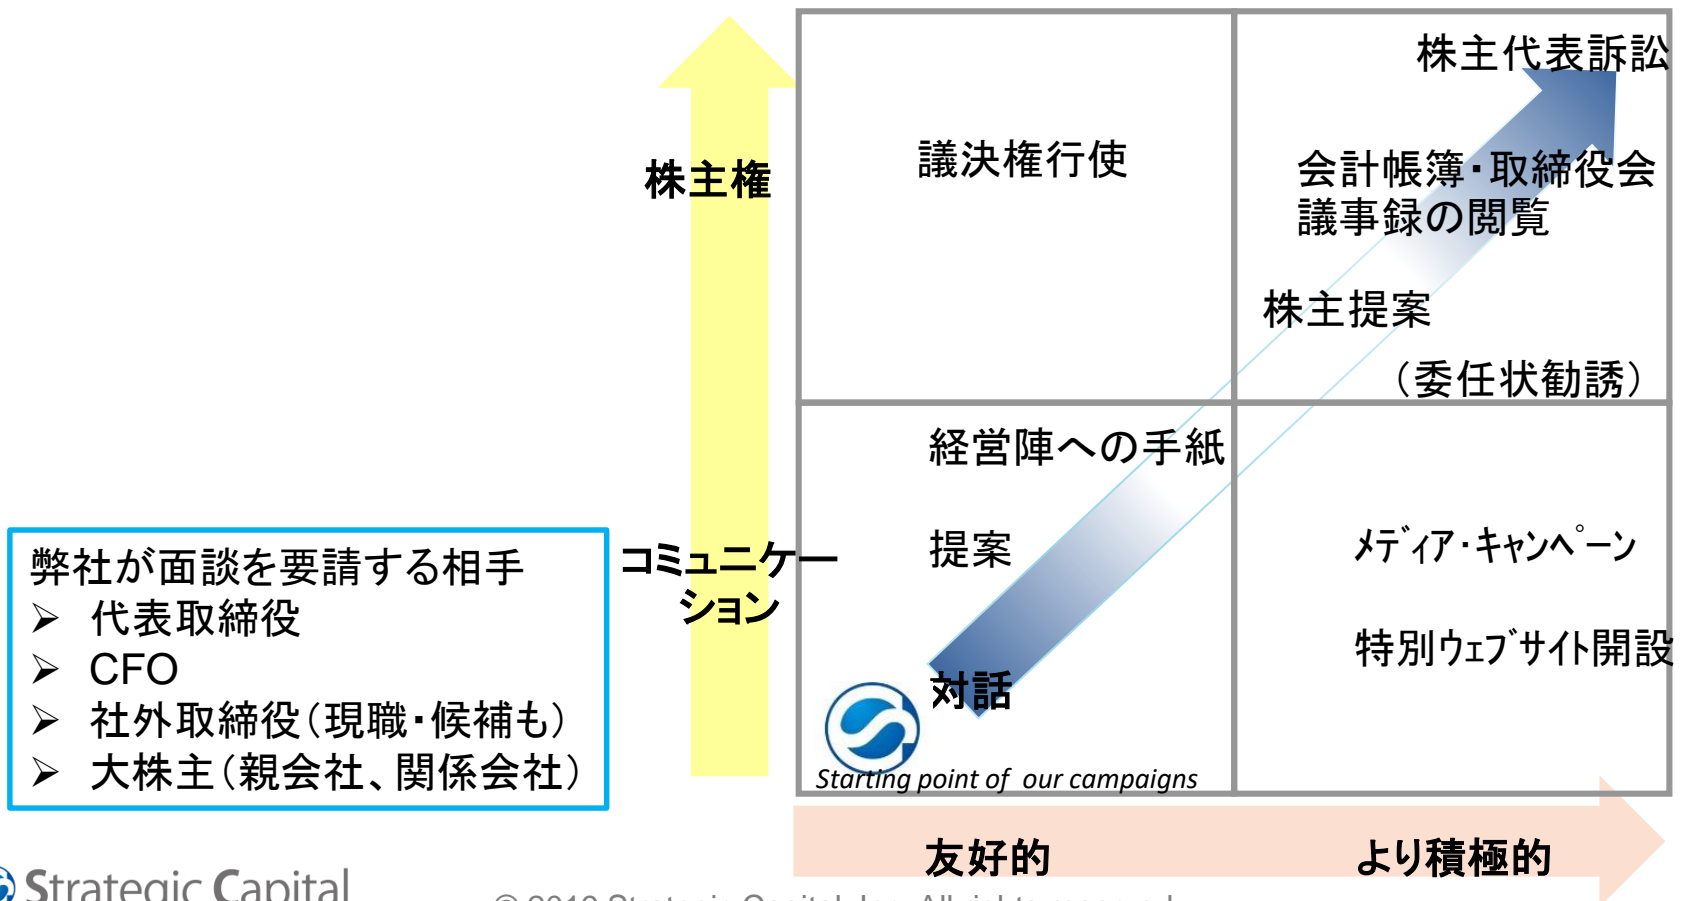 株主代表訴訟
議決権行使
会計帳簿・取締役会
議事録の閲覧
株主権
株主提案
（委任状勧誘）
経営陣への手紙
提案
メディア・キャンペーン
コミュニケー
ション
特別ウェブサイト開設
対話
Starting point of our campaigns
弊社が面談を要請する相手
➢ 代表取締役
➢ CFO
➢ 社外取締役（現職・候補も）
➢ 大株主（親会社、関係会社）
友好的
より積極的
Strategic Capital